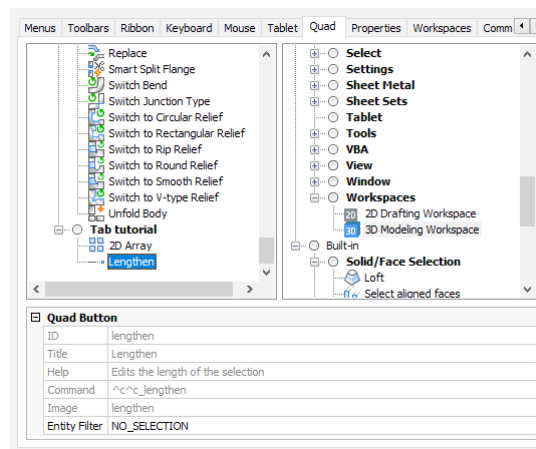 Menus Toolbars Ribbon Keyboard Mouse Tablet Quad Properties Workspaces Comm
Replace
Smart Split Flange
Switch Bend
Switch Junction Type
Switch to Circular Relief
Switch to Rectangular Relief
Switch to Rip Relief
Switch to Round Relief
Switch to Smooth Relief
Switch to V-type Relief
Unfold Body
Tab tutorial
2D Array
Lengthen
Select
Settings
Sheet Metal
Sheet Sets
Tablet
Tools
VBA
View
Window
Workspaces
2D 2D Drafting Workspace
3D 3D Modeling Workspace
Built-in
Solid/Face Selection
Loft
Select aligned faces
Quad Button
ID lengthen
Title Lengthen
Help Edits the length of the selection
Command ^c^c_lengthen
Image lengthen
Entity Filter NO_SELECTION